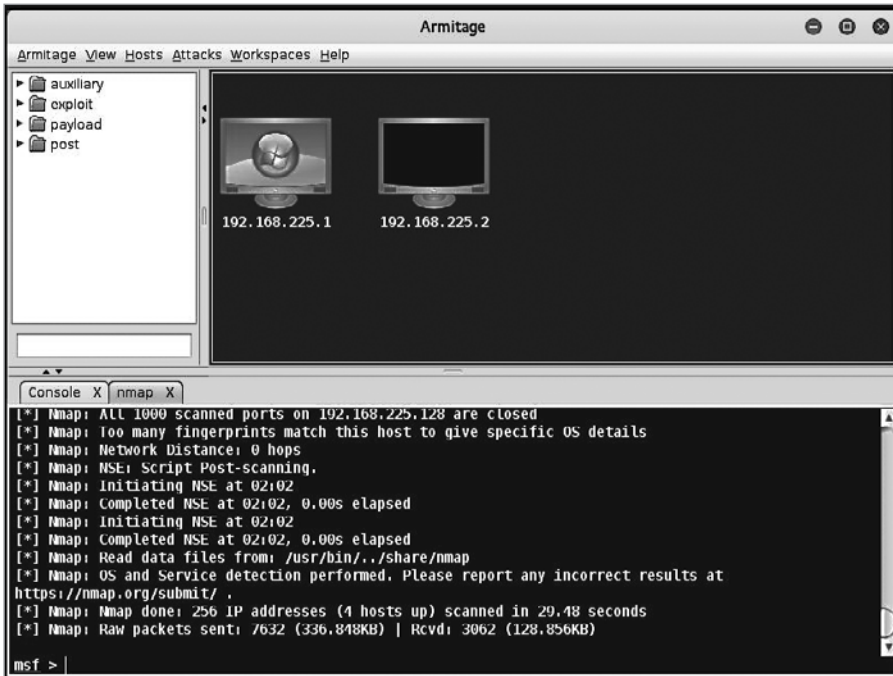 Armitage
Armitage View Hosts Attacks Workspaces Help
auxiliary
exploit
payload
post
192.168.225.1
192.168.225.2
Console X
nmap X
[*] Nmap: All 1000 scanned ports on 192.168.225.128 are closed
[*] Nmap: Too many fingerprints match this host to give specific OS details
[*] Nmap: Network Distance: 0 hops
[*] Nmap: NSE: Script Post-scanning.
[*] Nmap: Initiating NSE at 02:02
[*] Nmap: Completed NSE at 02:02, 0.00s elapsed
[*] Nmap: Initiating NSE at 02:02
[*] Nmap: Completed NSE at 02:02, 0.00s elapsed
[*] Nmap: Read data files from: /usr/bin/../share/nmap
[*] Nmap: OS and Service detection performed. Please report any incorrect results at
https://nmap.org/submit/ .
[*] Nmap: Nmap done: 256 IP addresses (4 hosts up) scanned in 29.48 seconds
[*] Nmap: Raw packets sent: 7632 (336.848KB) | Rcvd: 3062 (128.856KB)
msf >